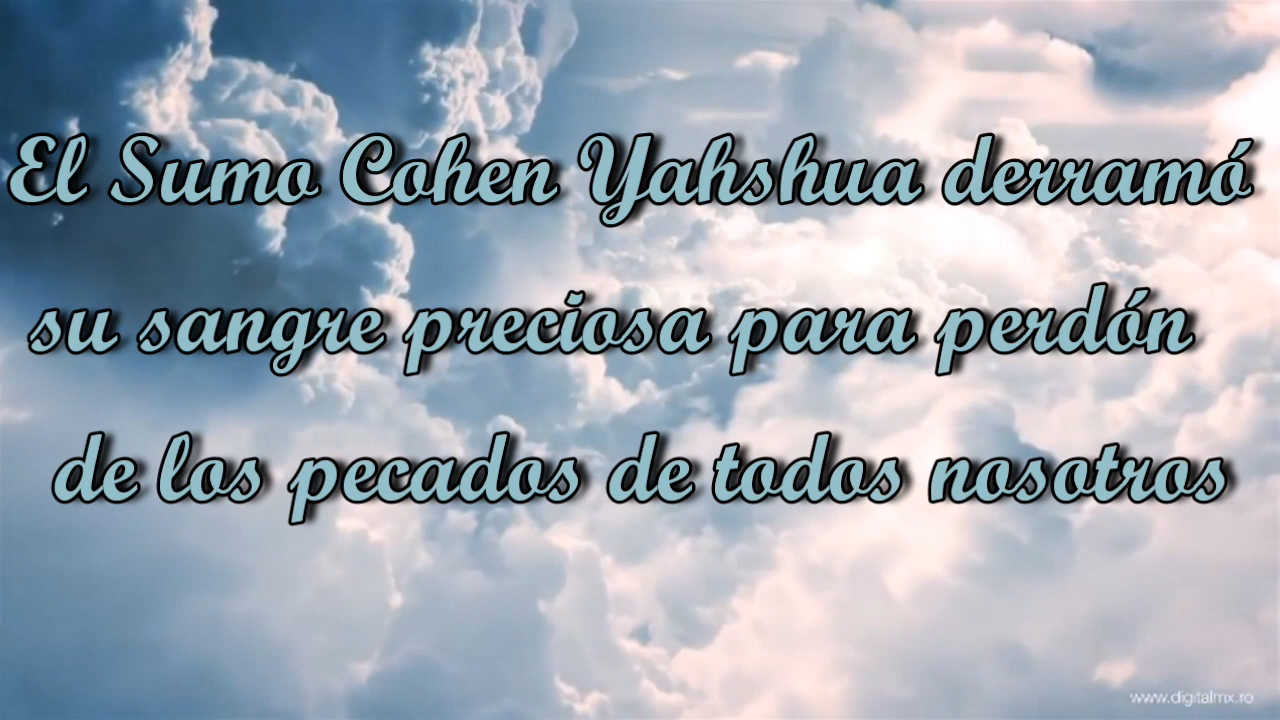 El Sumo Cohen Yahshua derramó
su sangre preciosa para perdón
de los pecados de todos nosotros
www.digitalmx.ro